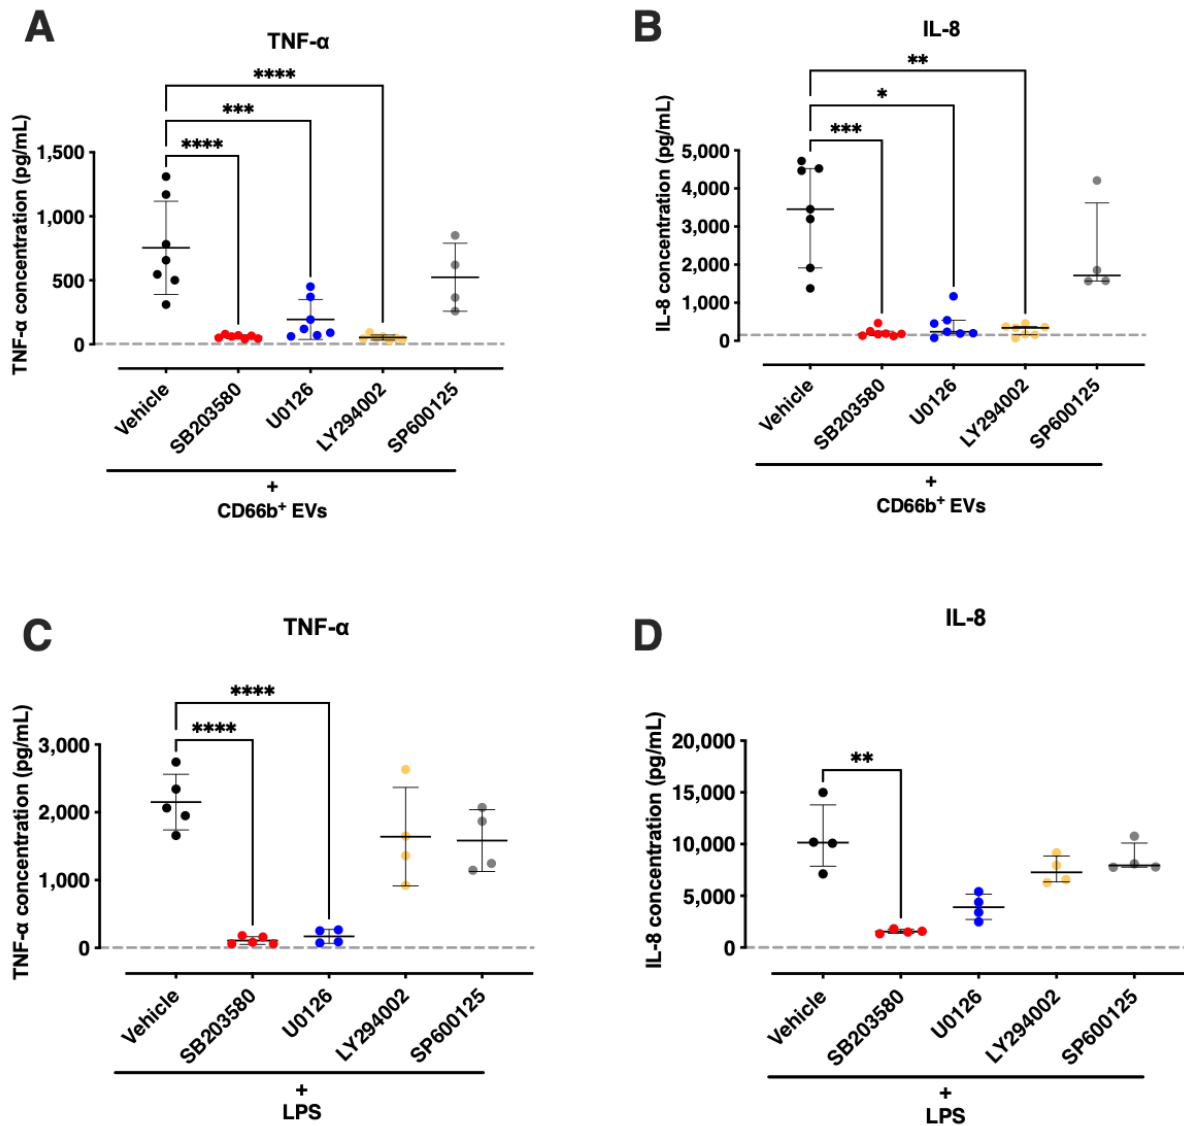 A
TNF-α
****
***
****
TNF-α concentration (pg/mL)
1,500
1,000
500
0
Vehicle
SB203580
U0126
LY294002
SP600125
+
CD66b⁺ EVs
B
IL-8
**
*
***
IL-8 concentration (pg/mL)
5,000
4,000
3,000
2,000
1,000
0
Vehicle
SB203580
U0126
LY294002
SP600125
+
CD66b⁺ EVs
C
TNF-α
****
****
TNF-α concentration (pg/mL)
3,000
2,000
1,000
0
Vehicle
SB203580
U0126
LY294002
SP600125
+
LPS
D
IL-8
**
IL-8 concentration (pg/mL)
20,000
15,000
10,000
5,000
0
Vehicle
SB203580
U0126
LY294002
SP600125
+
LPS